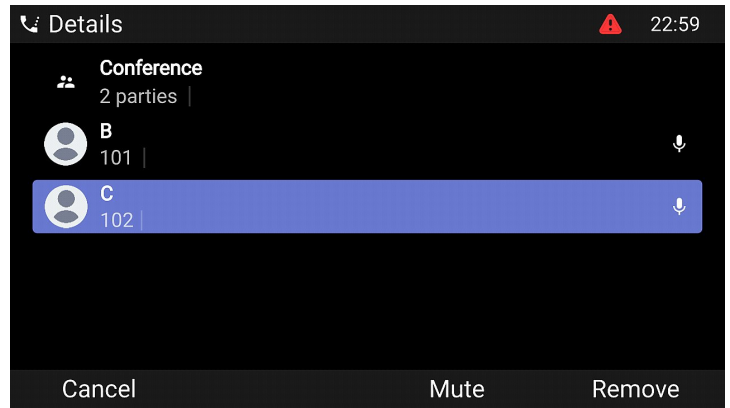 Details
22:59
Conference
2 parties
B
101
C
102
Cancel
Mute
Remove